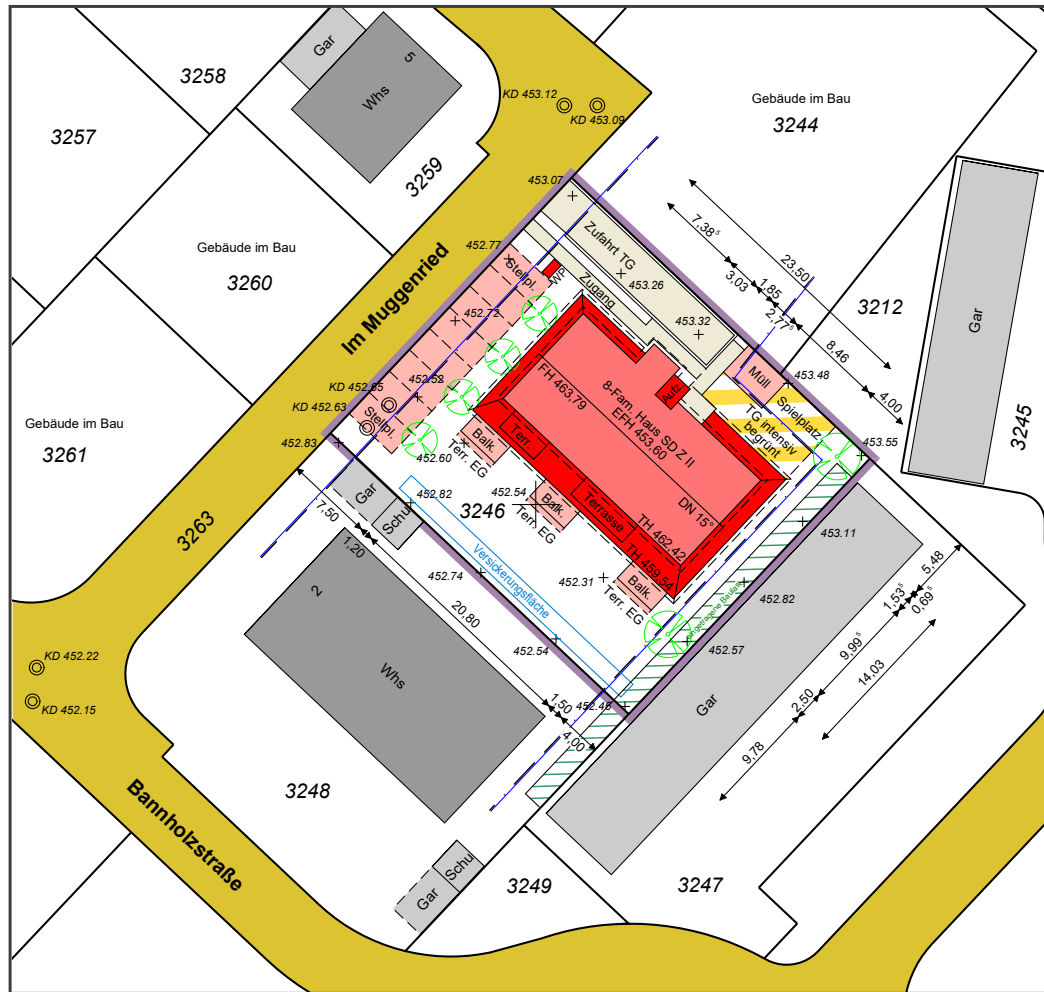 Gar
5
Whs
3258
KD 453.12
KD 453.09
Gebäude im Bau
3244
3257
3259
453.07
Zufahrt TG
7,38⁵
23,50
3,03
1,85
2,77⁵
8,46
4,00
3212
Gar
3245
Gebäude im Bau
3260
452.77
Stellpl.
WP
Zugang
453.26
453.32
Im Muggenried
452.72
452.52
KD 452.65
KD 452.63
Stellpl.
452.83
FH 463,79
8-Fam. Haus SD Z II
EFH 453,60
DN 15°
Aufz
Müll
453.48
Spielplatz
TG intensiv
begrünt
453.55
Gebäude im Bau
3261
452.60
Balk.
Terr. EG
Terr.
452.54
Balk.
Terr. EG
Terrasse
TH 462,42
TH 459,54
453.11
3263
Gar
Schu
452.82
3246
7,50
1,20
Versickerungsfläche
452.74
452.31
Balk.
Terr. EG
eingetragene Baulast
452.82
5.48
1,53⁵
0,69⁵
9,99⁵
14,03
2,50
9,78
2
20,80
Whs
452.54
452.57
452.46
1,50
4,00
Gar
KD 452.22
KD 452.15
3248
Bannholzstraße
Schu
Gar
3249
3247